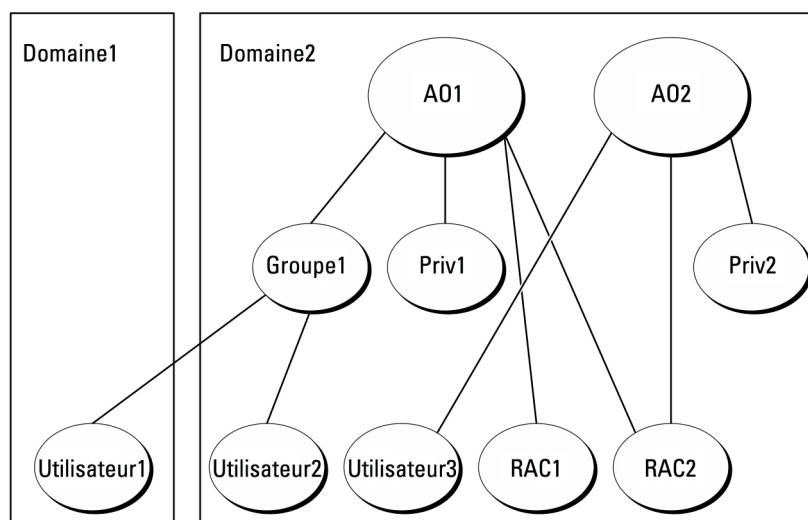 Domaine1
Domaine2
AO1
AO2
Groupe1
Priv1
Priv2
Utilisateur1
Utilisateur2
Utilisateur3
RAC1
RAC2